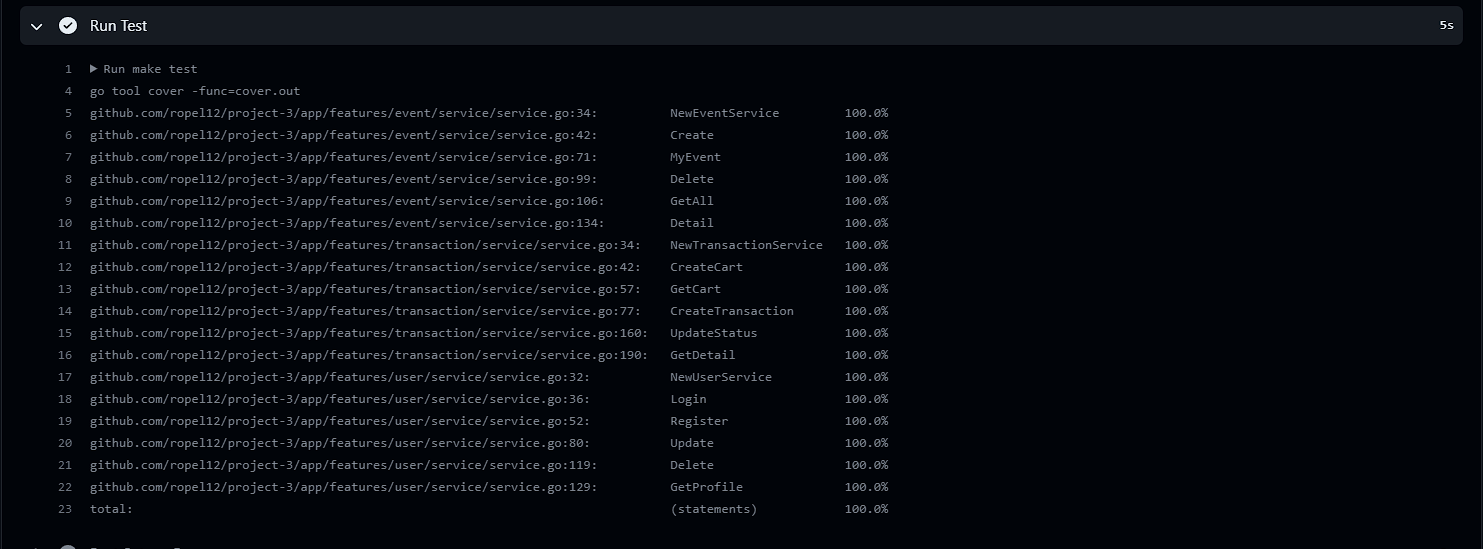 Run Test 5s
1 Run make test
4 go tool cover -func=cover.out
5 github.com/ropel12/project-3/app/features/event/service/service.go:34: NewEventService 100.0%
6 github.com/ropel12/project-3/app/features/event/service/service.go:42: Create 100.0%
7 github.com/ropel12/project-3/app/features/event/service/service.go:71: MyEvent 100.0%
8 github.com/ropel12/project-3/app/features/event/service/service.go:99: Delete 100.0%
9 github.com/ropel12/project-3/app/features/event/service/service.go:106: GetAll 100.0%
10 github.com/ropel12/project-3/app/features/event/service/service.go:134: Detail 100.0%
11 github.com/ropel12/project-3/app/features/transaction/service/service.go:34: NewTransactionService 100.0%
12 github.com/ropel12/project-3/app/features/transaction/service/service.go:42: CreateCart 100.0%
13 github.com/ropel12/project-3/app/features/transaction/service/service.go:57: GetCart 100.0%
14 github.com/ropel12/project-3/app/features/transaction/service/service.go:77: CreateTransaction 100.0%
15 github.com/ropel12/project-3/app/features/transaction/service/service.go:160: UpdateStatus 100.0%
16 github.com/ropel12/project-3/app/features/transaction/service/service.go:190: GetDetail 100.0%
17 github.com/ropel12/project-3/app/features/user/service/service.go:32: NewUserService 100.0%
18 github.com/ropel12/project-3/app/features/user/service/service.go:36: Login 100.0%
19 github.com/ropel12/project-3/app/features/user/service/service.go:52: Register 100.0%
20 github.com/ropel12/project-3/app/features/user/service/service.go:80: Update 100.0%
21 github.com/ropel12/project-3/app/features/user/service/service.go:119: Delete 100.0%
22 github.com/ropel12/project-3/app/features/user/service/service.go:129: GetProfile 100.0%
23 total: (statements) 100.0%